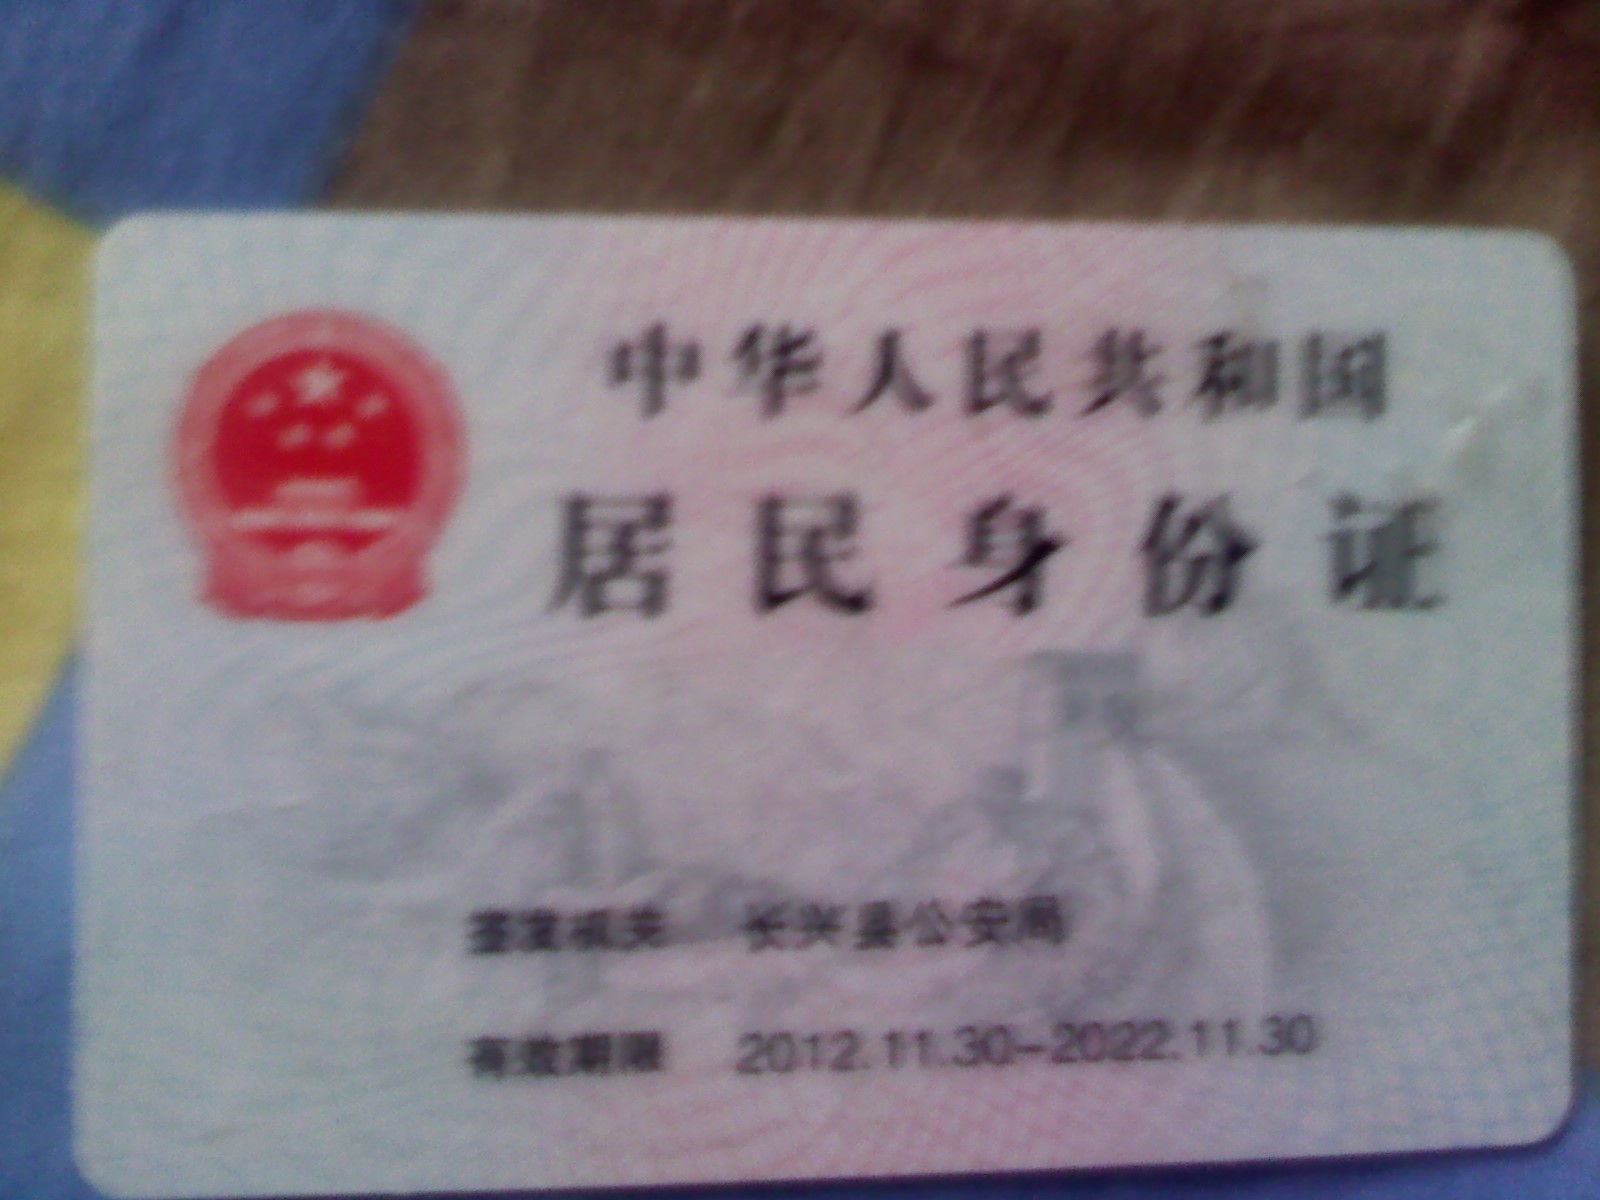 中华人民共和国
居民身份证
签发机关 长兴县公安局
有效期限 2012.11.30-2022.11.30